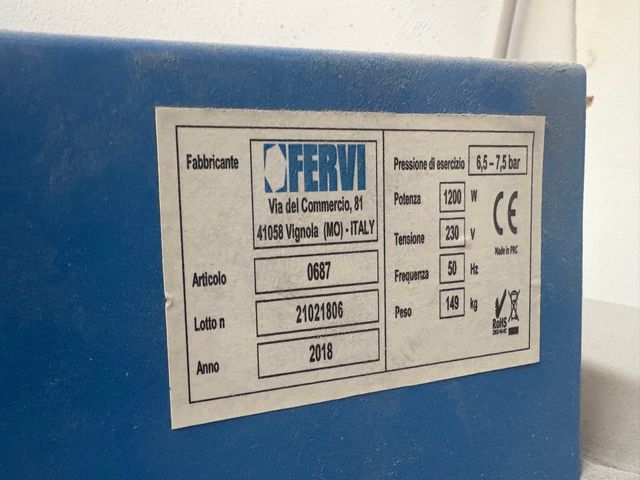 Fabbricante
FERVI
Via del Commercio, 81
41058 Vignola (MO) - ITALY
Articolo 0687
Lotto n 21021806
Anno 2018
Pressione di esercizio 6,5 – 7,5 bar
Potenza 1200 W
Tensione 230 V
Frequenza 50 Hz
Peso 149 kg
CE
Made in PRC
RoHS